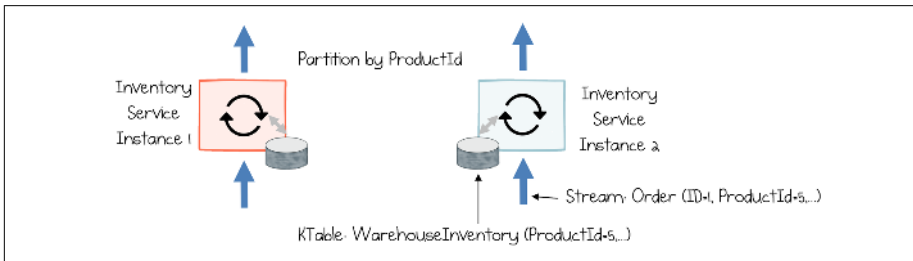 Partition by ProductId
Inventory
Service
Instance 1
Inventory
Service
Instance 2
Stream: Order (ID=1, ProductId=5,...)
KTable: WarehouseInventory (ProductId=5,...)